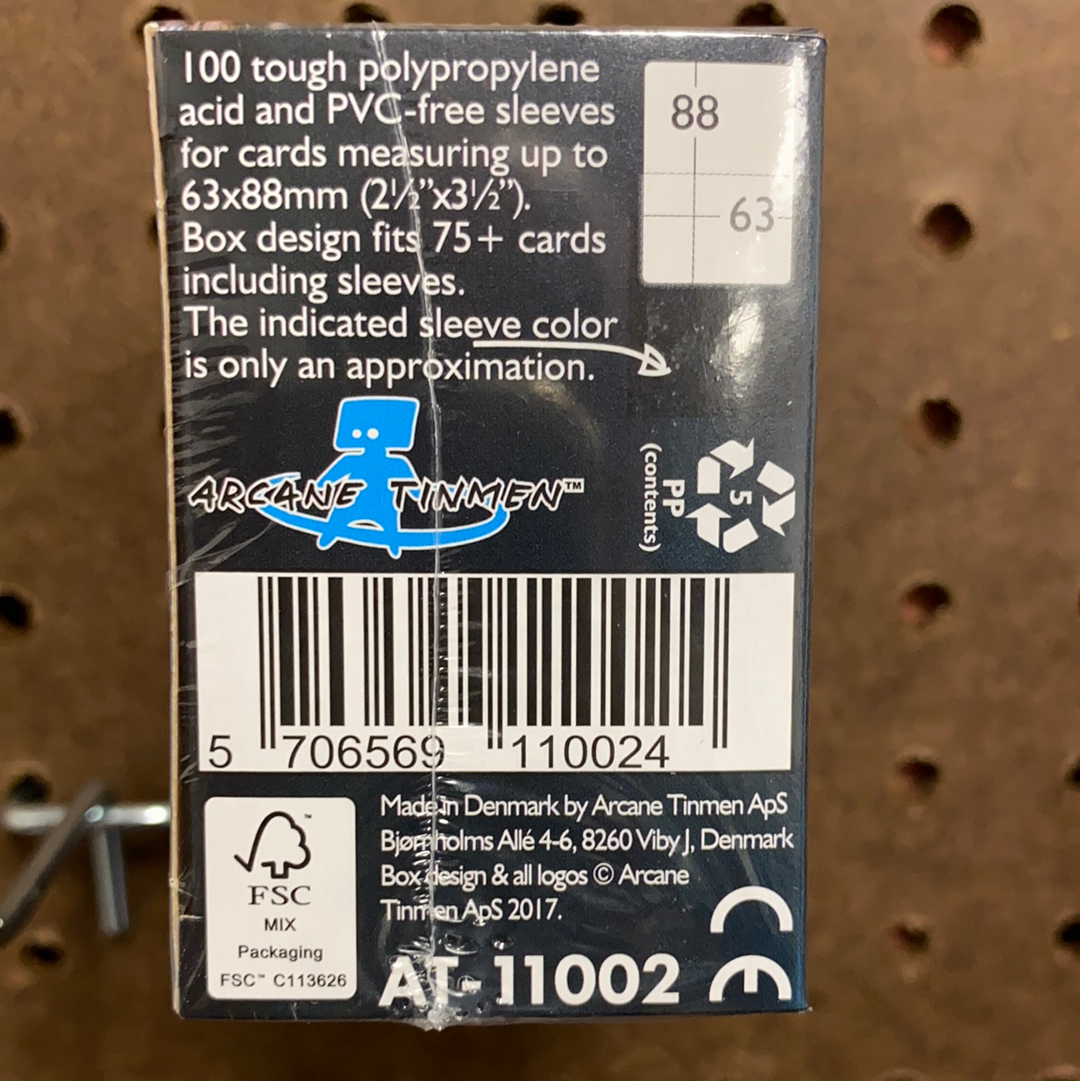 100 tough polypropylene
acid and PVC-free sleeves
for cards measuring up to
63x88mm (2½”x3½”).
Box design fits 75+ cards
including sleeves.
The indicated sleeve color
is only an approximation.
88
63
ARCANE TINMEN™
5
PP
(contents)
5 706569 110024
FSC™
MIX
Packaging
FSC™ C113626
Made in Denmark by Arcane Tinmen ApS
Bjørnholms Allé 4-6, 8260 Viby J, Denmark
Box design & all logos © Arcane
Tinmen ApS 2017.
AT-11002
CE